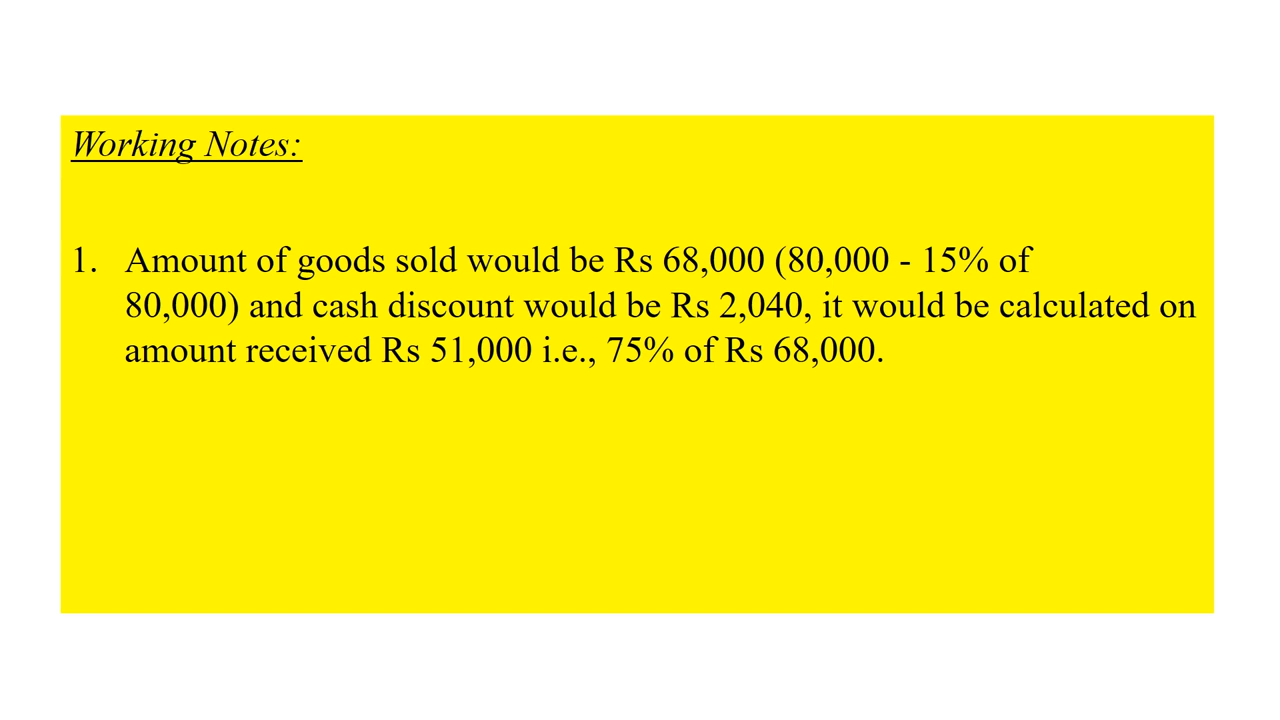 Working Notes:
1. Amount of goods sold would be Rs 68,000 (80,000 - 15% of
80,000) and cash discount would be Rs 2,040, it would be calculated on
amount received Rs 51,000 i.e., 75% of Rs 68,000.